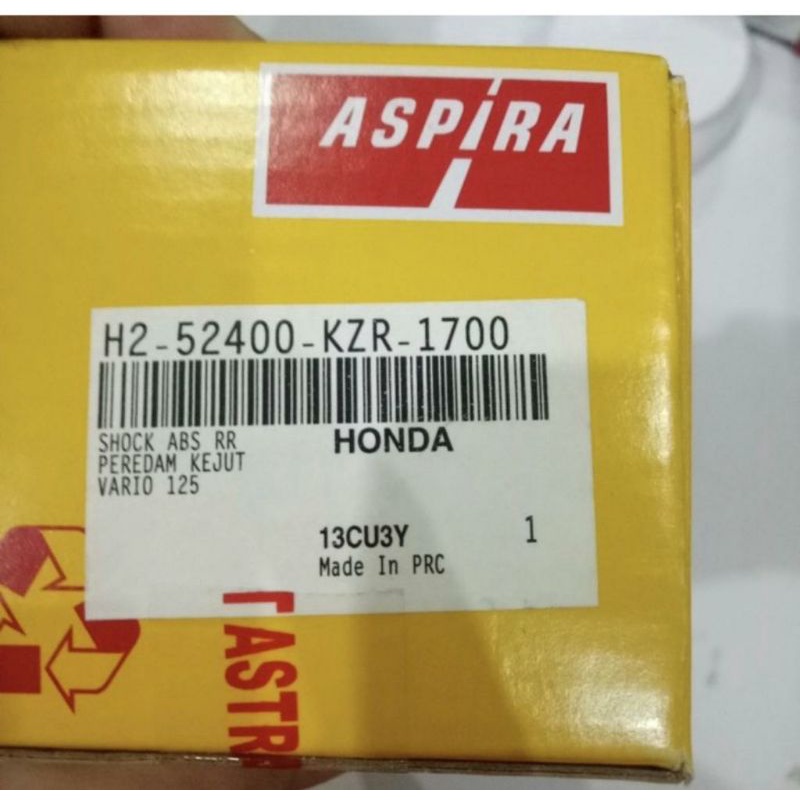 ASPIRA
H2-52400-KZR-1700
SHOCK ABS RR
HONDA
PEREDAM KEJUT
VARIO 125
13CU3Y
1
Made In PRC
ASTR